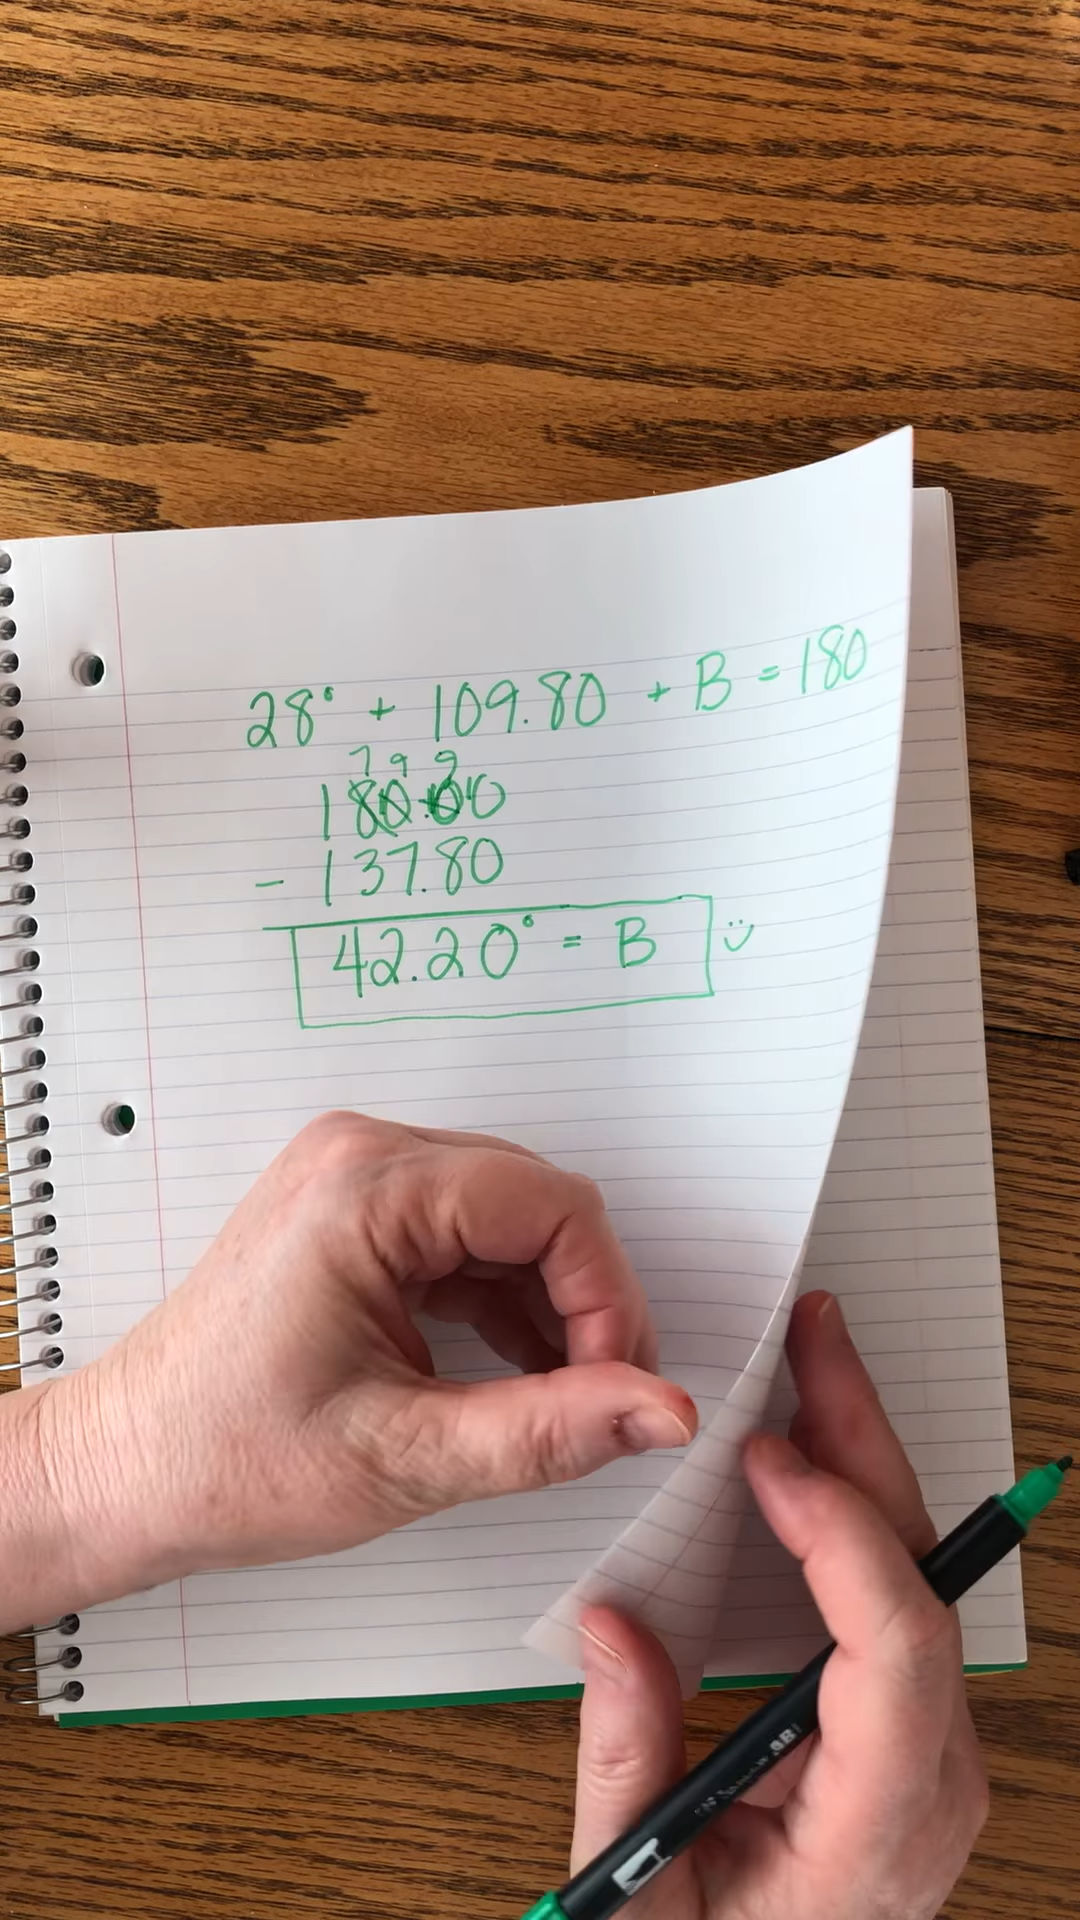 28° + 109.80 + B = 180
7 9 9
180.00
- 137.80
42.20° = B